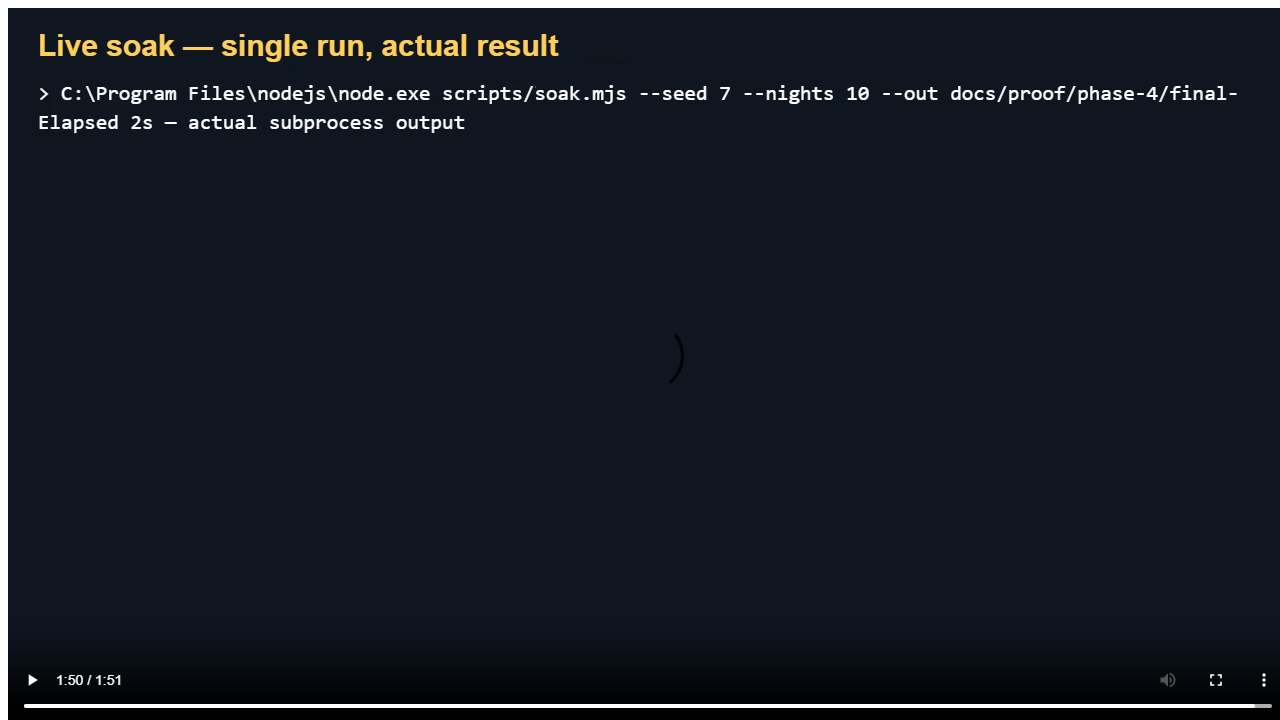 Live soak — single run, actual result
> C:\Program Files\nodejs\node.exe scripts/soak.mjs --seed 7 --nights 10 --out docs/proof/phase-4/final-
Elapsed 2s — actual subprocess output
1:50 / 1:51